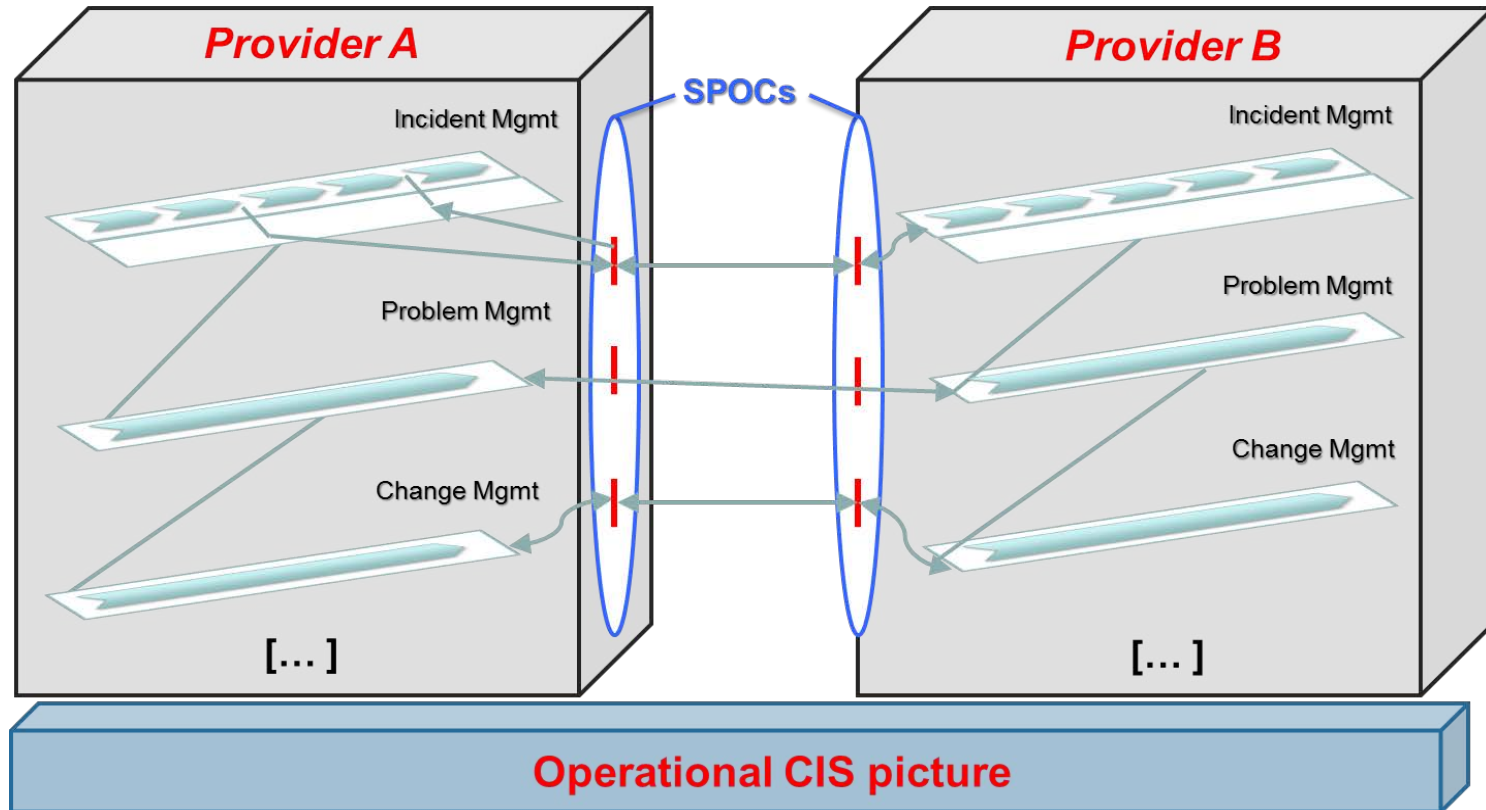 Provider A
Provider B
SPOCs
Incident Mgmt
Incident Mgmt
Problem Mgmt
Problem Mgmt
Change Mgmt
Change Mgmt
[… ]
[… ]
Operational CIS picture